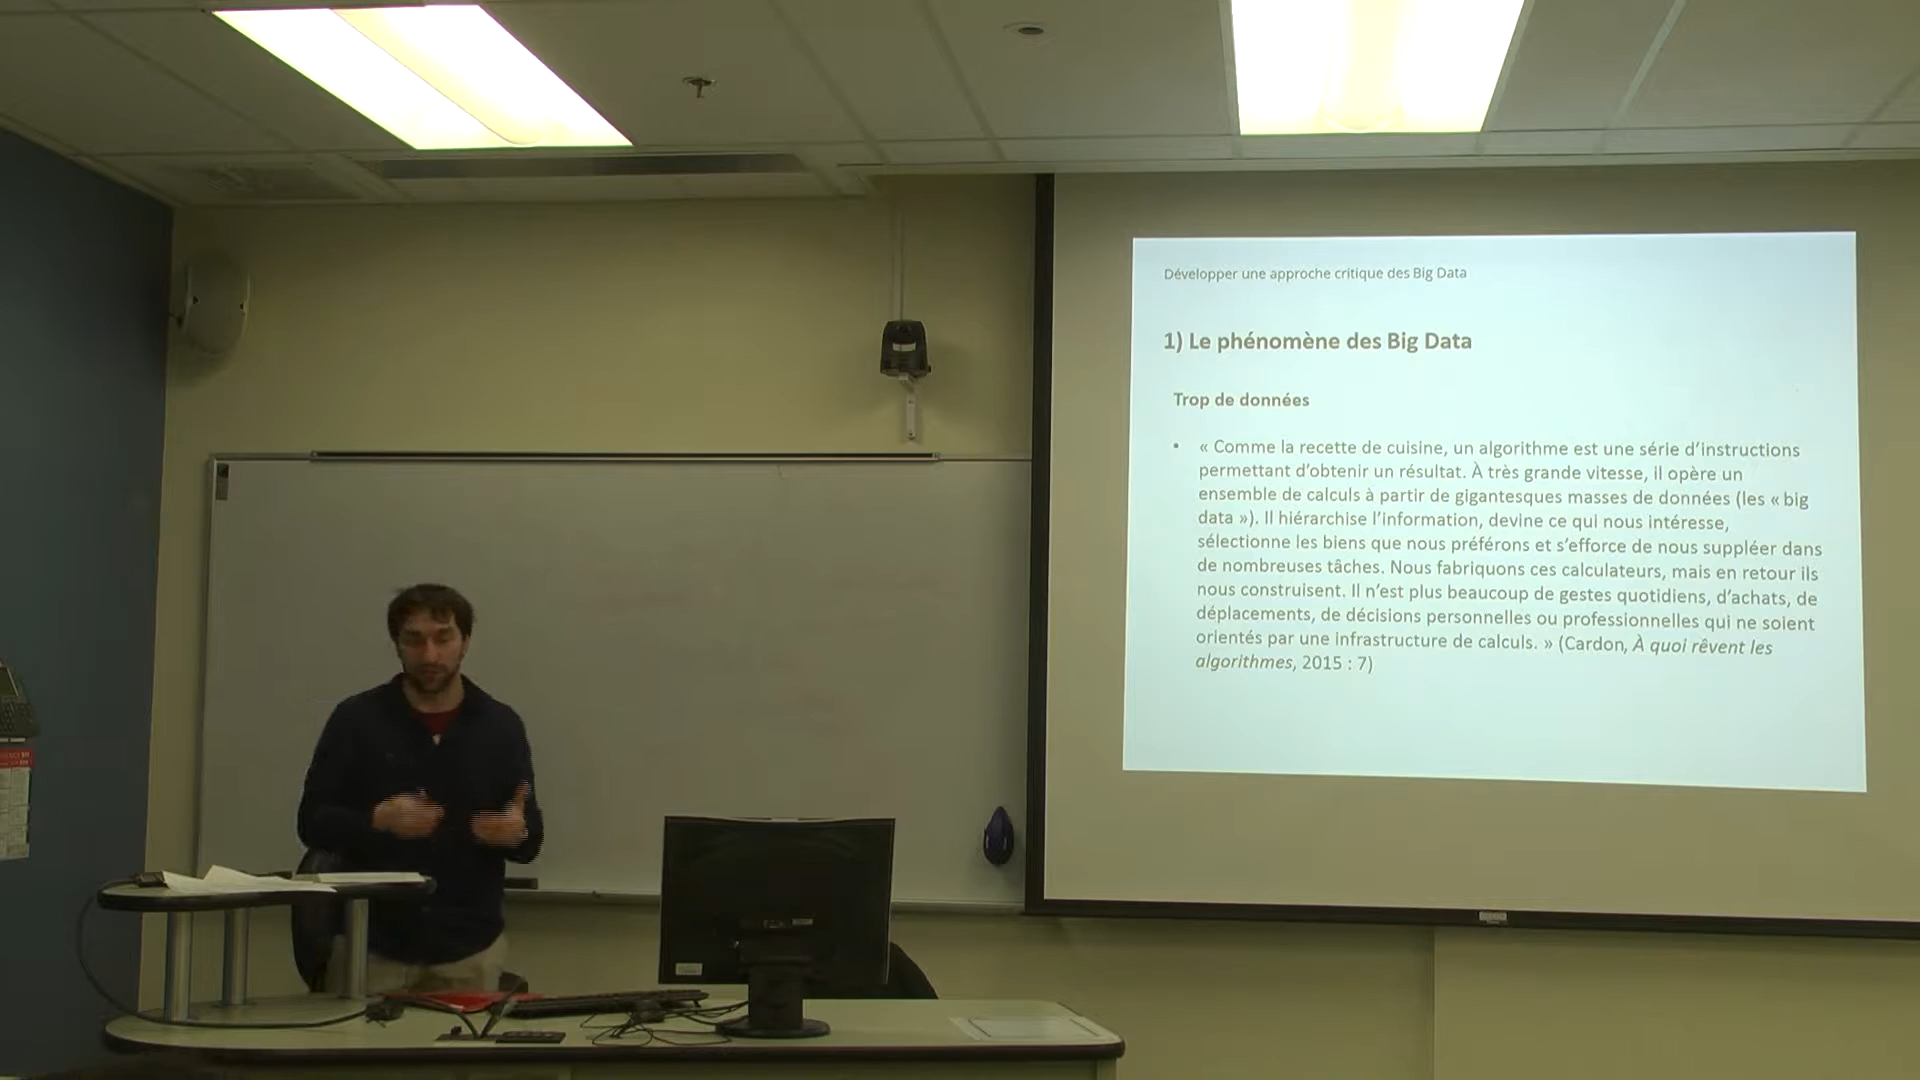 Développer une approche critique des Big Data
1) Le phénomène des Big Data
Trop de données
• « Comme la recette de cuisine, un algorithme est une série d’instructions
permettant d’obtenir un résultat. À très grande vitesse, il opère un
ensemble de calculs à partir de gigantesques masses de données (les « big
data »). Il hiérarchise l’information, devine ce qui nous intéresse,
sélectionne les biens que nous préférons et s’efforce de nous suppléer dans
de nombreuses tâches. Nous fabriquons ces calculateurs, mais en retour ils
nous construisent. Il n’est plus beaucoup de gestes quotidiens, d’achats, de
déplacements, de décisions personnelles ou professionnelles qui ne soient
orientés par une infrastructure de calculs. » (Cardon, À quoi rêvent les
algorithmes, 2015 : 7)